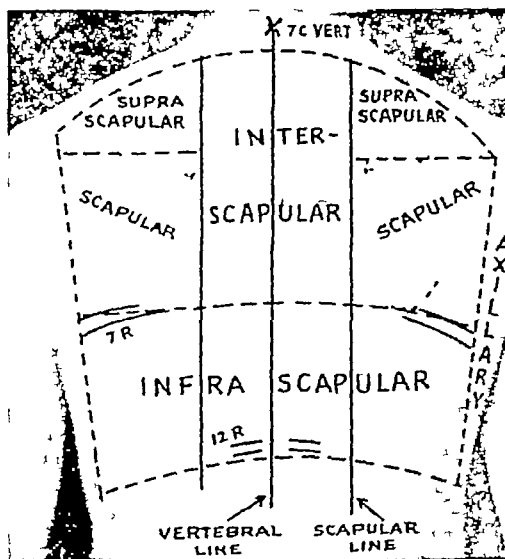 7C VERT
SUPRA
SCAPULAR
SUPRA
SCAPULAR
INTER-
SCAPULAR
SCAPULAR
SCAPULAR
AXILLARY
7R
INFRA SCAPULAR
12R
VERTEBRAL
LINE
SCAPULAR
LINE